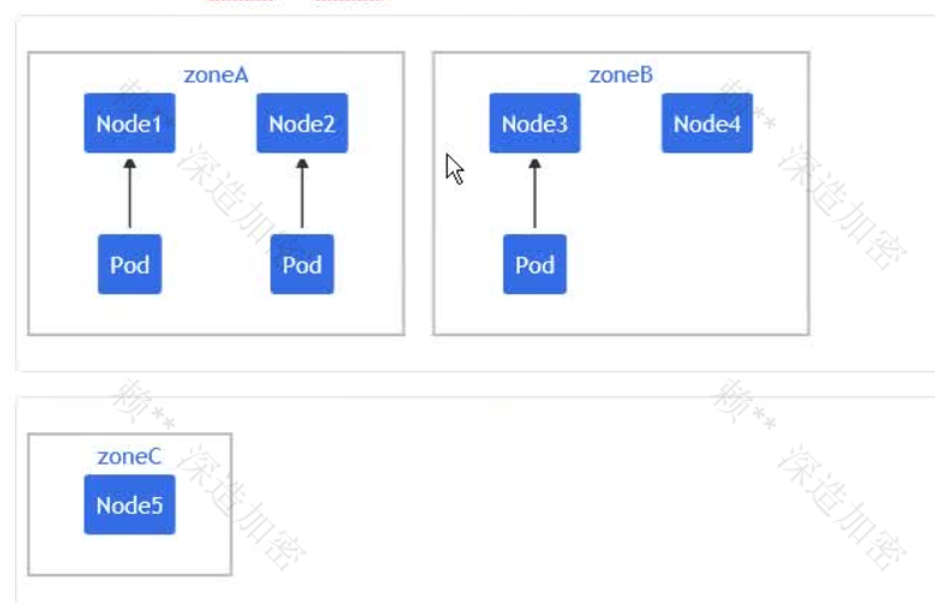 zoneA
zoneB
Node1
Node2
Node3
Node4
Pod
Pod
Pod
zoneC
Node5
赖** 深造加密
赖** 深造加密
赖** 深造加密
赖** 深造加密